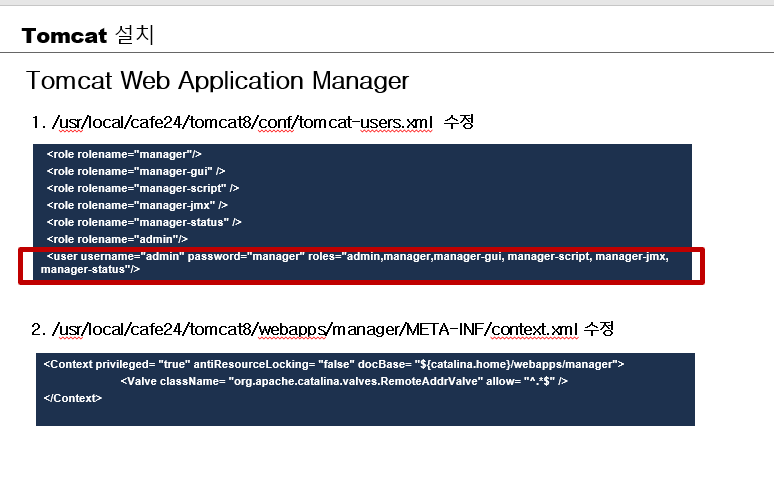 Tomcat 설치
Tomcat Web Application Manager
1. /usr/local/cafe24/tomcat8/conf/tomcat-users.xml 수정
<role rolename="manager"/>
<role rolename="manager-gui" />
<role rolename="manager-script" />
<role rolename="manager-jmx" />
<role rolename="manager-status" />
<role rolename="admin"/>
<user username="admin" password="manager" roles="admin,manager,manager-gui, manager-script, manager-jmx,
manager-status"/>
2. /usr/local/cafe24/tomcat8/webapps/manager/META-INF/context.xml 수정
<Context privileged= "true" antiResourceLocking= "false" docBase= "${catalina.home}/webapps/manager">
<Valve className= "org.apache.catalina.valves.RemoteAddrValve" allow= "^.*$" />
</Context>